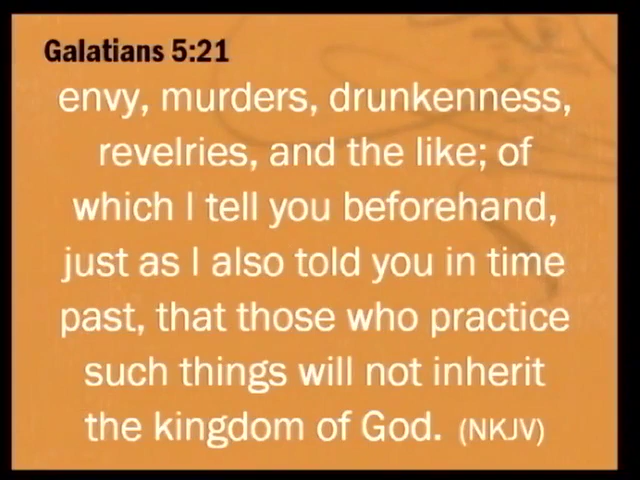 Galatians 5:21
envy, murders, drunkenness,
revelries, and the like; of
which I tell you beforehand,
just as I also told you in time
past, that those who practice
such things will not inherit
the kingdom of God. (NKJV)